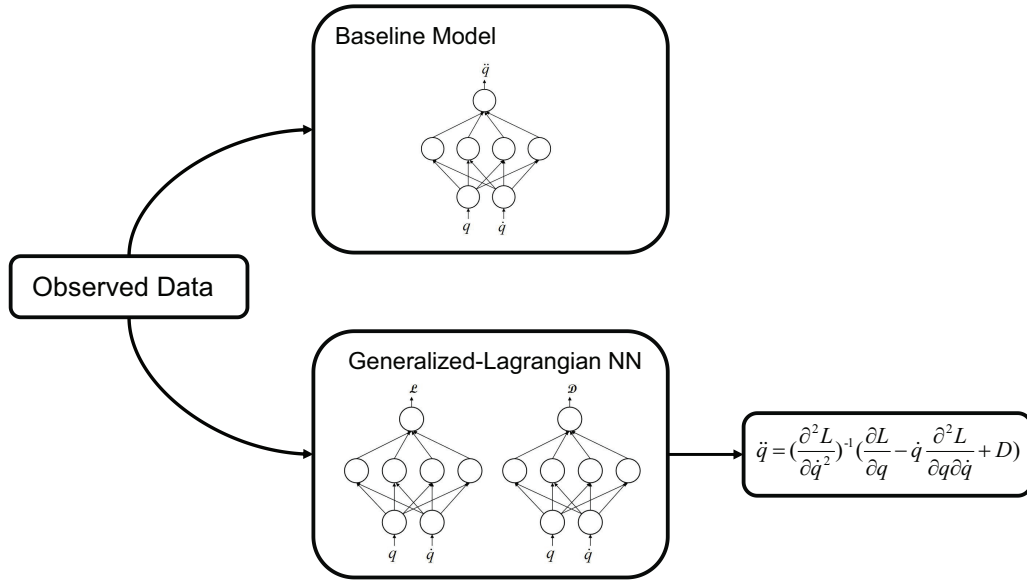 Baseline Model
q̈
q q̇
Observed Data
Generalized-Lagrangian NN
ℒ 𝒟
q q̇ q q̇
q̈ = (∂²L/∂q̇²)⁻¹(∂L/∂q − q̇ ∂²L/∂q∂q̇ + D)